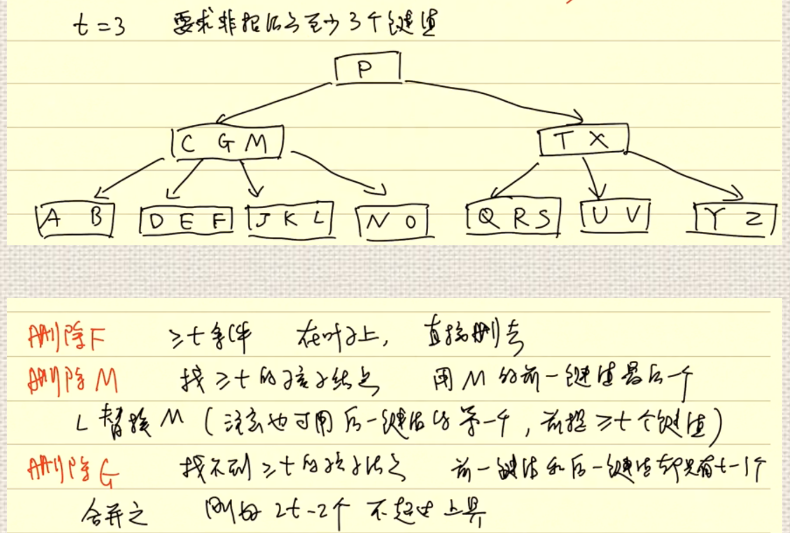 t=3 要求非根结点至少3个键值
P
C G M T X
A B D E F J K L N O Q R S U V Y Z
删除F ≥t条件 在叶子上, 直接删去
删除M 找≥t的孩子结点 用M的前一键值最后一个
L替换M(注意也可用后一键值的第一个,前提≥t个键值)
删除G 找不到≥t的孩子结点 前一键值和后一键值都只有t-1个
合并之 刚好2t-2个 不超过上界